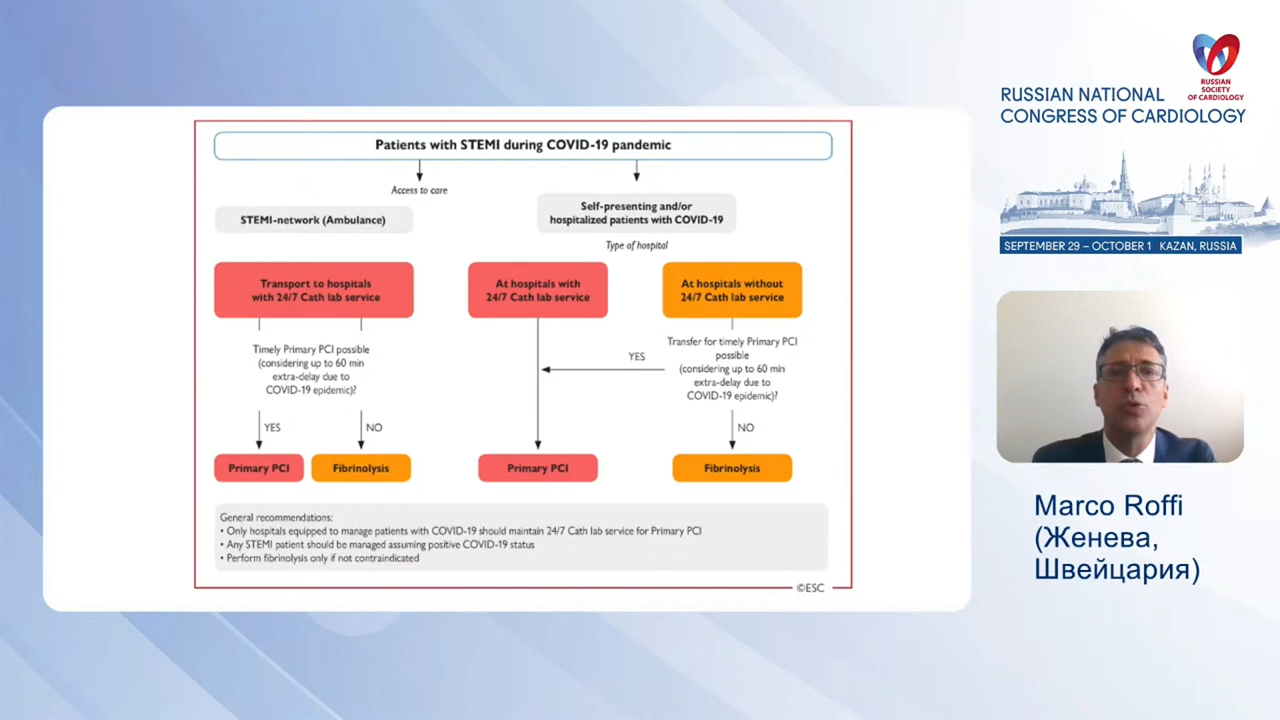 Patients with STEMI during COVID-19 pandemic
Access to care
STEMI-network (Ambulance)
Self-presenting and/or
hospitalized patients with COVID-19
Type of hospital
Transport to hospitals
with 24/7 Cath lab service
At hospitals with
24/7 Cath lab service
At hospitals without
24/7 Cath lab service
Timely Primary PCI possible
(considering up to 60 min
extra-delay due to
COVID-19 epidemic)?
YES
Transfer for timely Primary PCI
possible
(considering up to 60 min
extra-delay due to
COVID-19 epidemic)?
YES
NO
NO
Primary PCI
Fibrinolysis
Primary PCI
Fibrinolysis
General recommendations:
• Only hospitals equipped to manage patients with COVID-19 should maintain 24/7 Cath lab service for Primary PCI
• Any STEMI patient should be managed assuming positive COVID-19 status
• Perform fibrinolysis only if not contraindicated
©ESC
RUSSIAN
SOCIETY
OF CARDIOLOGY
RUSSIAN NATIONAL
CONGRESS OF CARDIOLOGY
SEPTEMBER 29 – OCTOBER 1 KAZAN, RUSSIA
Marco Roffi
(Женева,
Швейцария)